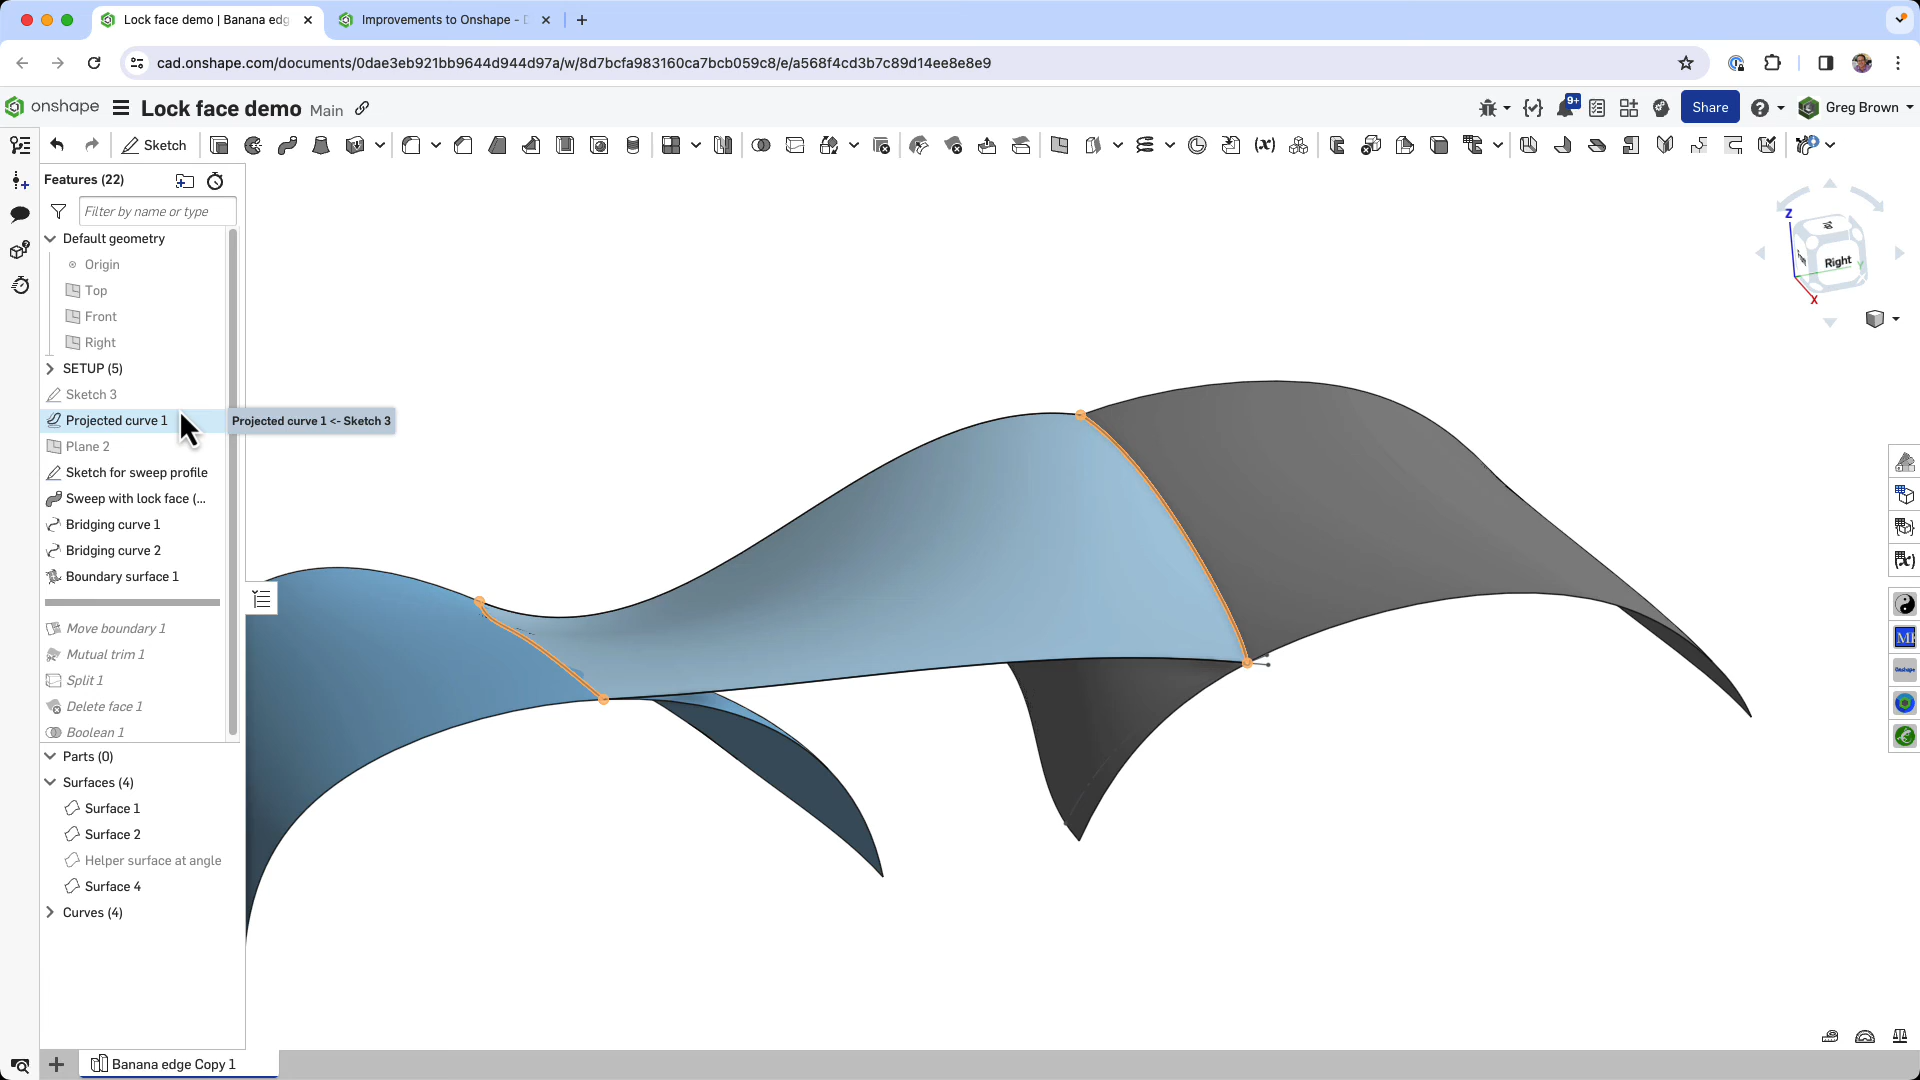 Lock face demo | Banana edg
Improvements to Onshape - D
cad.onshape.com/documents/0dae3eb921bb9644d944d97a/w/8d7bcfa983160ca7bcb059c8/e/a568f4cd3b7c89d14ee8e8e9
onshape
Lock face demo
Main
9+
Share
Greg Brown
Sketch
(x)
Features (22)
Filter by name or type
Default geometry
Origin
Top
Front
Right
SETUP (5)
Sketch 3
Projected curve 1
Projected curve 1 <- Sketch 3
Plane 2
Sketch for sweep profile
Sweep with lock face (...
Bridging curve 1
Bridging curve 2
Boundary surface 1
Move boundary 1
Mutual trim 1
Split 1
Delete face 1
Boolean 1
Parts (0)
Surfaces (4)
Surface 1
Surface 2
Helper surface at angle
Surface 4
Curves (4)
Z
Right
Y
X
(x)
Banana edge Copy 1